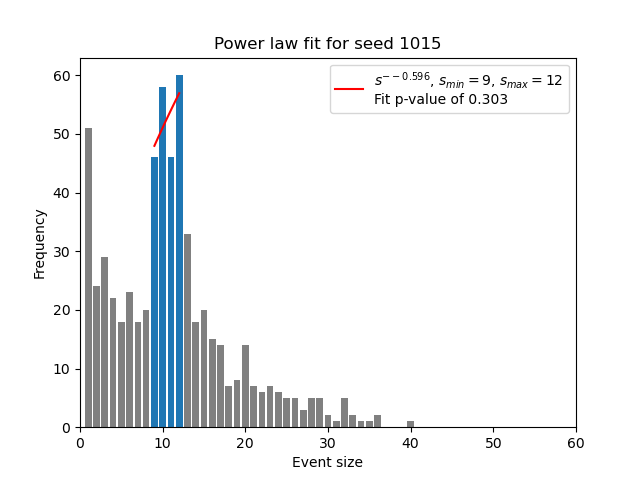 Power law fit for seed 1015
s^{--0.596}, s_{min} = 9, s_{max} = 12
Fit p-value of 0.303
Frequency
60
50
40
30
20
10
0
0 10 20 30 40 50 60
Event size